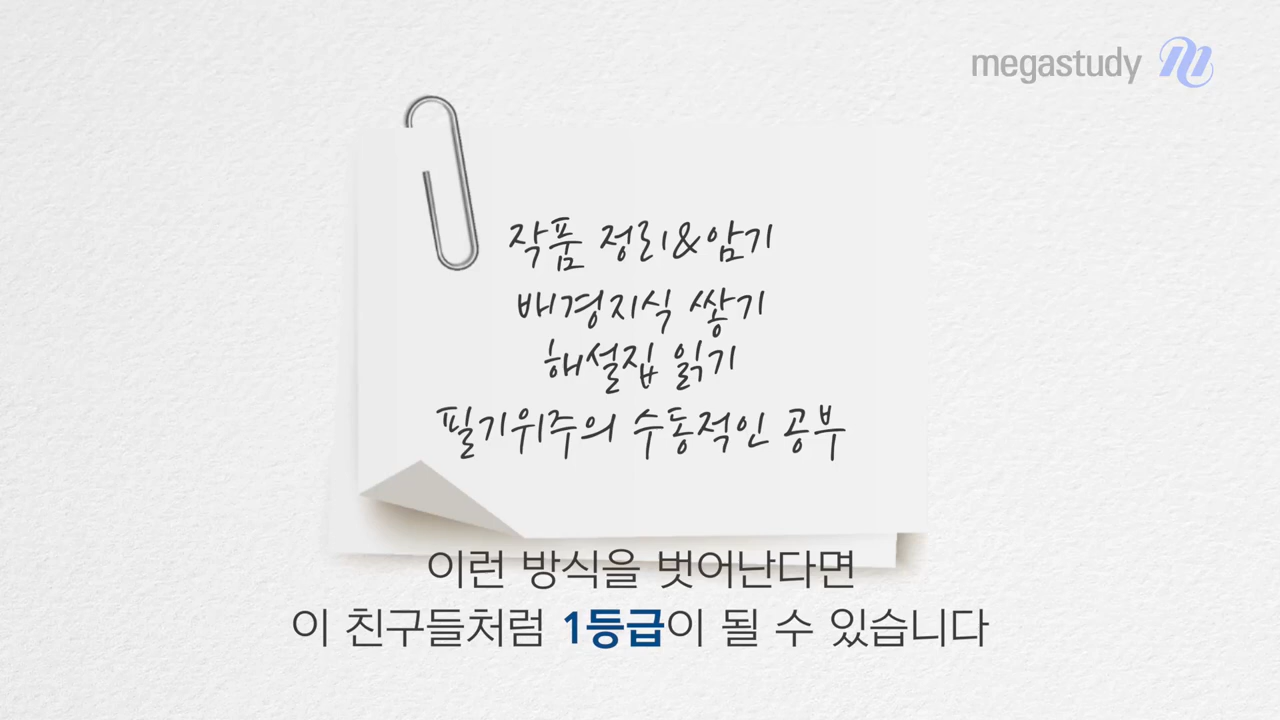 megastudy
작품 정리&암기
배경지식 쌓기
해설집 읽기
필기위주의 수동적인 공부
이런 방식을 벗어난다면
이 친구들처럼 1등급이 될 수 있습니다